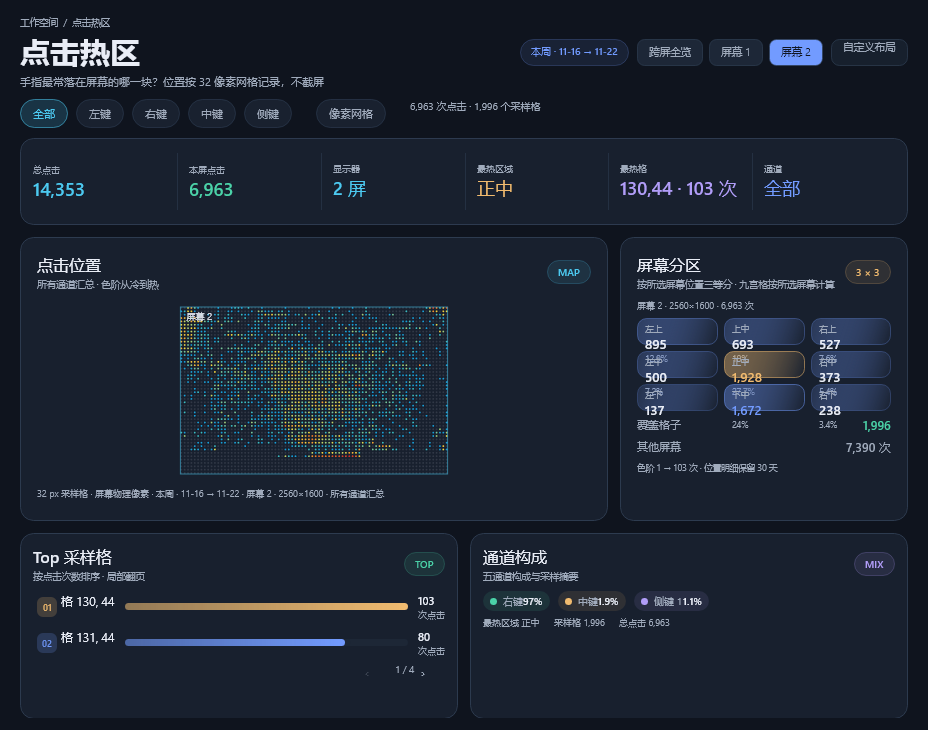 工作空间 / 点击热区
点击热区
手指最常落在屏幕的哪一块? 位置按 32 像素网格记录，不截屏
本周 · 11-16 → 11-22
跨屏全览
屏幕 1
屏幕 2
自定义布局
全部
左键
右键
中键
侧键
像素网格
6,963 次点击 · 1,996 个采样格
总点击
14,353
本屏点击
6,963
显示器
2 屏
最热区域
正中
最热格
130,44 · 103 次
通道
全部
点击位置
所有通道汇总 · 色阶从冷到热
MAP
屏幕 2
32 px 采样格 · 屏幕物理像素 · 本周 · 11-16 → 11-22 · 屏幕 2 · 2560×1600 · 所有通道汇总
屏幕分区
按所选屏幕位置三等分 · 九宫格按所选屏幕计算
3 × 3
屏幕 2 · 2560×1600 · 6,963 次
左上
895
上中
693
右上
527
500
正中
1,928
373
左下
137
下中
1,672
24%
右下
238
3.4%
覆盖格子
1,996
其他屏幕
7,390 次
色阶 1 → 103 次 · 位置明细保留 30 天
Top 采样格
按点击次数排序 · 局部翻页
TOP
01
格 130, 44
103
次点击
02
格 131, 44
80
次点击
‹ 1 / 4 ›
通道构成
五通道构成与采样摘要
MIX
右键97%
中键1.9%
侧键 11.1%
最热区域 正中
采样格 1,996
总点击 6,963